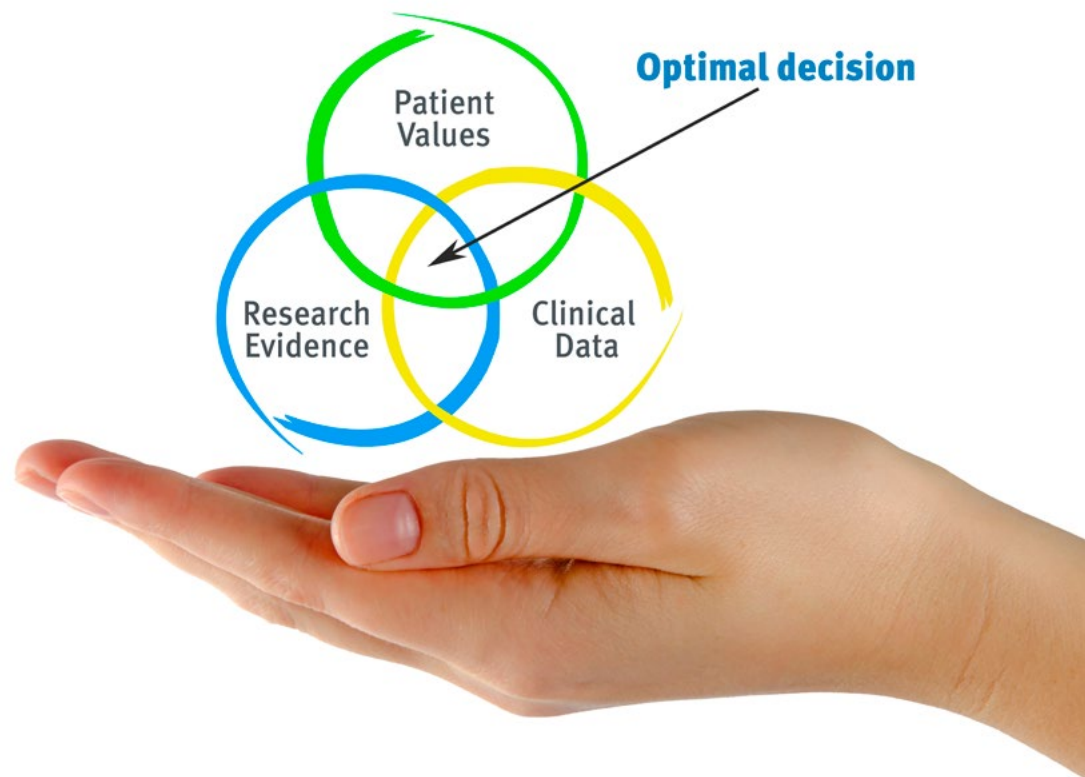 Optimal decision
Patient
Values
Research
Evidence
Clinical
Data